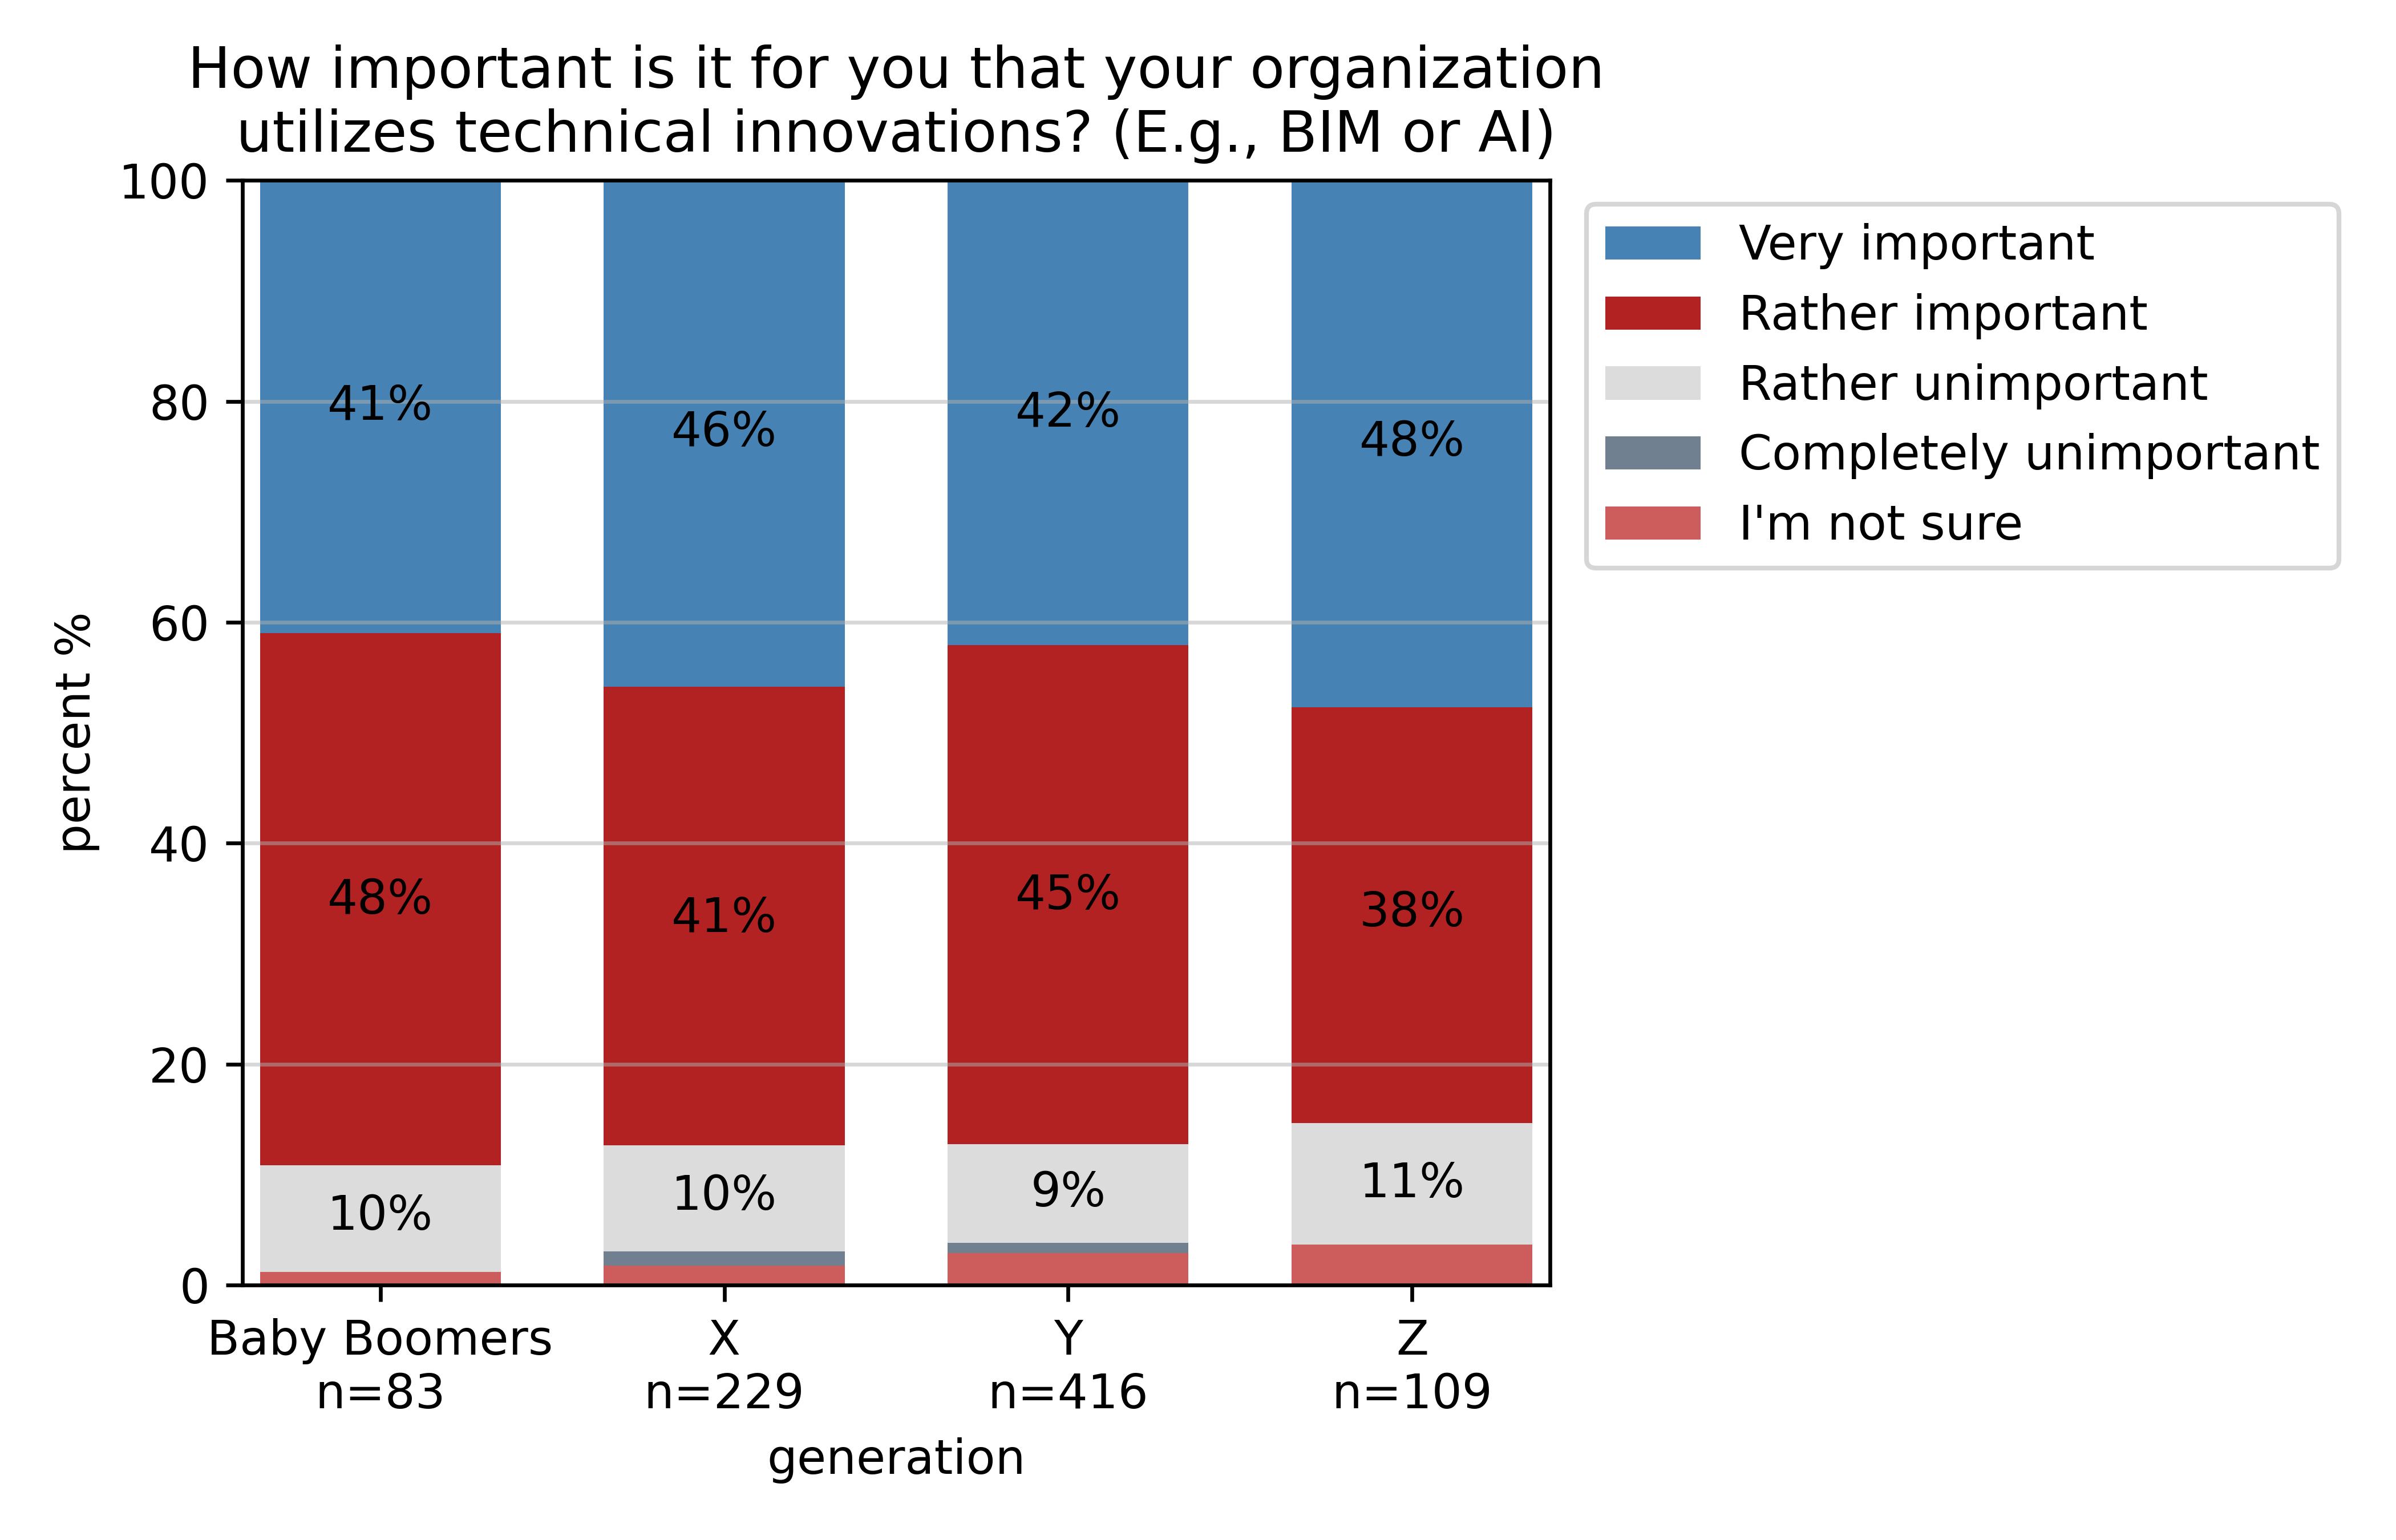 How important is it for you that your organization
utilizes technical innovations? (E.g., BIM or AI)
100
80
60
40
20
0
percent %
41%
46%
42%
48%
48%
41%
45%
38%
10%
10%
9%
11%
Baby Boomers
n=83
X
n=229
Y
n=416
Z
n=109
generation
Very important
Rather important
Rather unimportant
Completely unimportant
I'm not sure